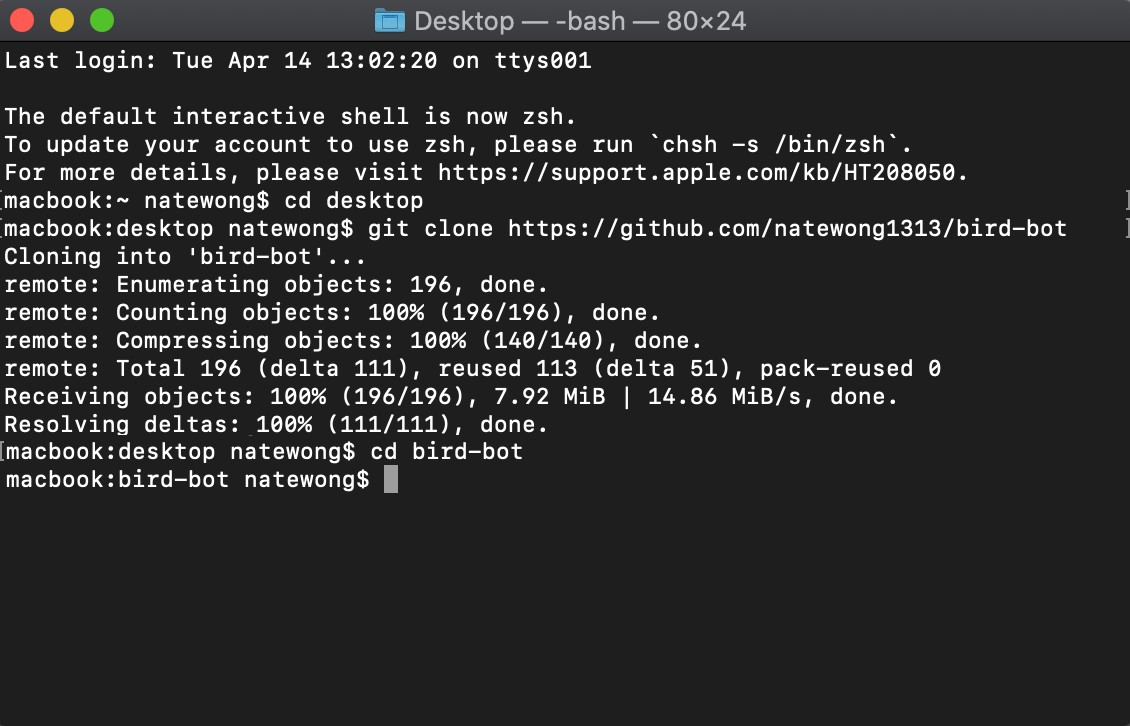 Desktop — -bash — 80×24
Last login: Tue Apr 14 13:02:20 on ttys001
The default interactive shell is now zsh.
To update your account to use zsh, please run `chsh -s /bin/zsh`.
For more details, please visit https://support.apple.com/kb/HT208050.
[macbook:~ natewong$ cd desktop ]
[macbook:desktop natewong$ git clone https://github.com/natewong1313/bird-bot ]
Cloning into 'bird-bot'...
remote: Enumerating objects: 196, done.
remote: Counting objects: 100% (196/196), done.
remote: Compressing objects: 100% (140/140), done.
remote: Total 196 (delta 111), reused 113 (delta 51), pack-reused 0
Receiving objects: 100% (196/196), 7.92 MiB | 14.86 MiB/s, done.
Resolving deltas: 100% (111/111), done.
[macbook:desktop natewong$ cd bird-bot
macbook:bird-bot natewong$